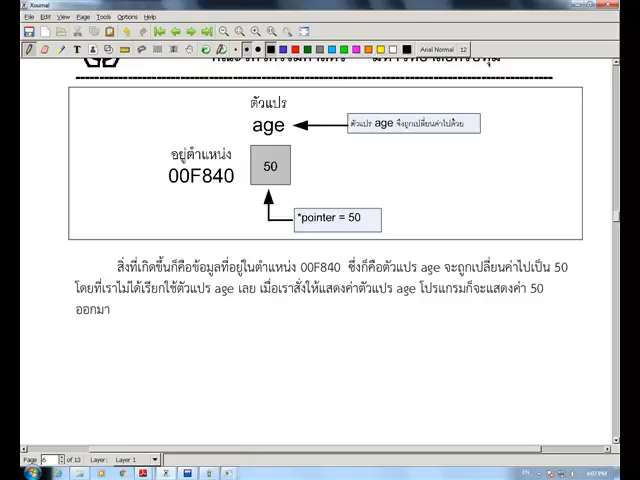 Xournal
File Edit View Page Tools Options Help
Arial Normal 12
ตัวแปร
age
ตัวแปร age จึงถูกเปลี่ยนค่าไปด้วย
อยู่ตำแหน่ง
00F840
50
*pointer = 50
สิ่งที่เกิดขึ้นก็คือข้อมูลที่อยู่ในตำแหน่ง 00F840 ซึ่งก็คือตัวแปร age จะถูกเปลี่ยนค่าไปเป็น 50
โดยที่เราไม่ได้เรียกใช้ตัวแปร age เลย เมื่อเราสั่งให้แสดงค่าตัวแปร age โปรแกรมก็จะแสดงค่า 50
ออกมา
Page 6 of 13 Layer: Layer 1
EN 4:07 PM